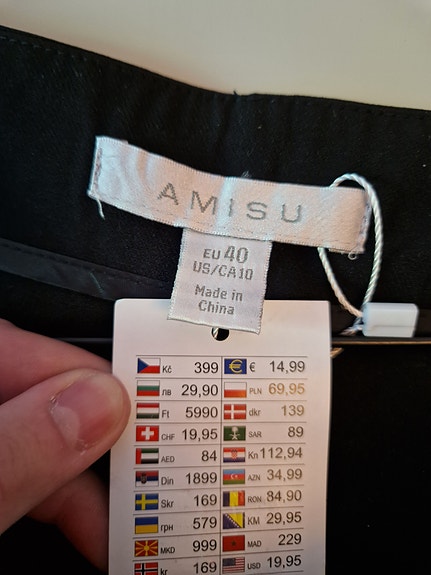 AMISU
EU 40
US/CA10
Made in
China
Kč 399 € € 14,99
лв 29,90 PLN 69,95
Ft 5990 dkr 139
CHF 19,95 SAR 89
AED 84 Kn 112,94
Din 1899 AZN 34,99
Skr 169 RON 84,90
грн 579 KM 29,95
MKD 999 MAD 229
kr 169 USD 19,95